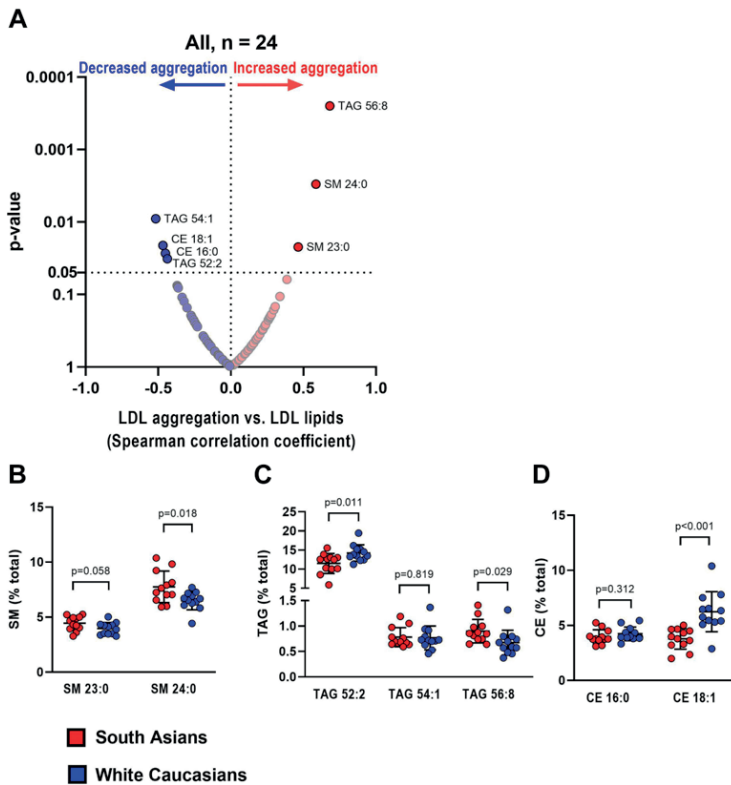 A
All, n = 24
Decreased aggregation Increased aggregation
0.0001
0.001
0.01
0.05
0.1
1
p-value
TAG 56:8
SM 24:0
SM 23:0
TAG 54:1
CE 18:1
CE 16:0
TAG 52:2
-1.0 -0.5 0.0 0.5 1.0
LDL aggregation vs. LDL lipids
(Spearman correlation coefficient)
B
15
10
5
0
SM (% total)
p=0.058
p=0.018
SM 23:0 SM 24:0
C
25
20
15
10
5
1.5
1.0
0.5
0.0
TAG (% total)
p=0.011
p=0.819
p=0.029
TAG 52:2 TAG 54:1 TAG 56:8
D
15
10
5
0
CE (% total)
p=0.312
p<0.001
CE 16:0 CE 18:1
South Asians
White Caucasians